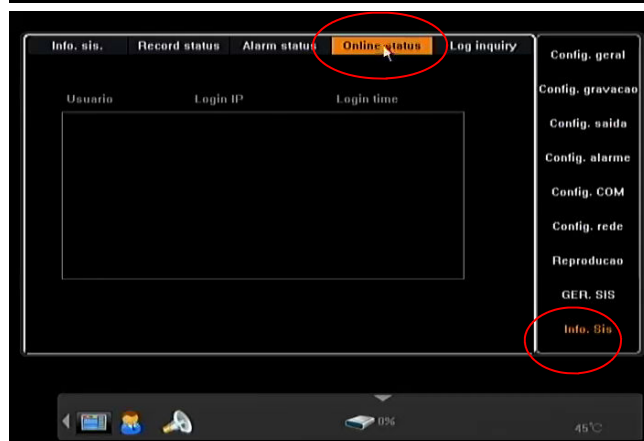 Info. sis. Record status Alarm status Online status Log inquiry
Usuario Login IP Login time
Config. geral
Config. gravacao
Config. saida
Config. alarme
Config. COM
Config. rede
Reproducao
GER. SIS
Info. Sis
0%
45℃